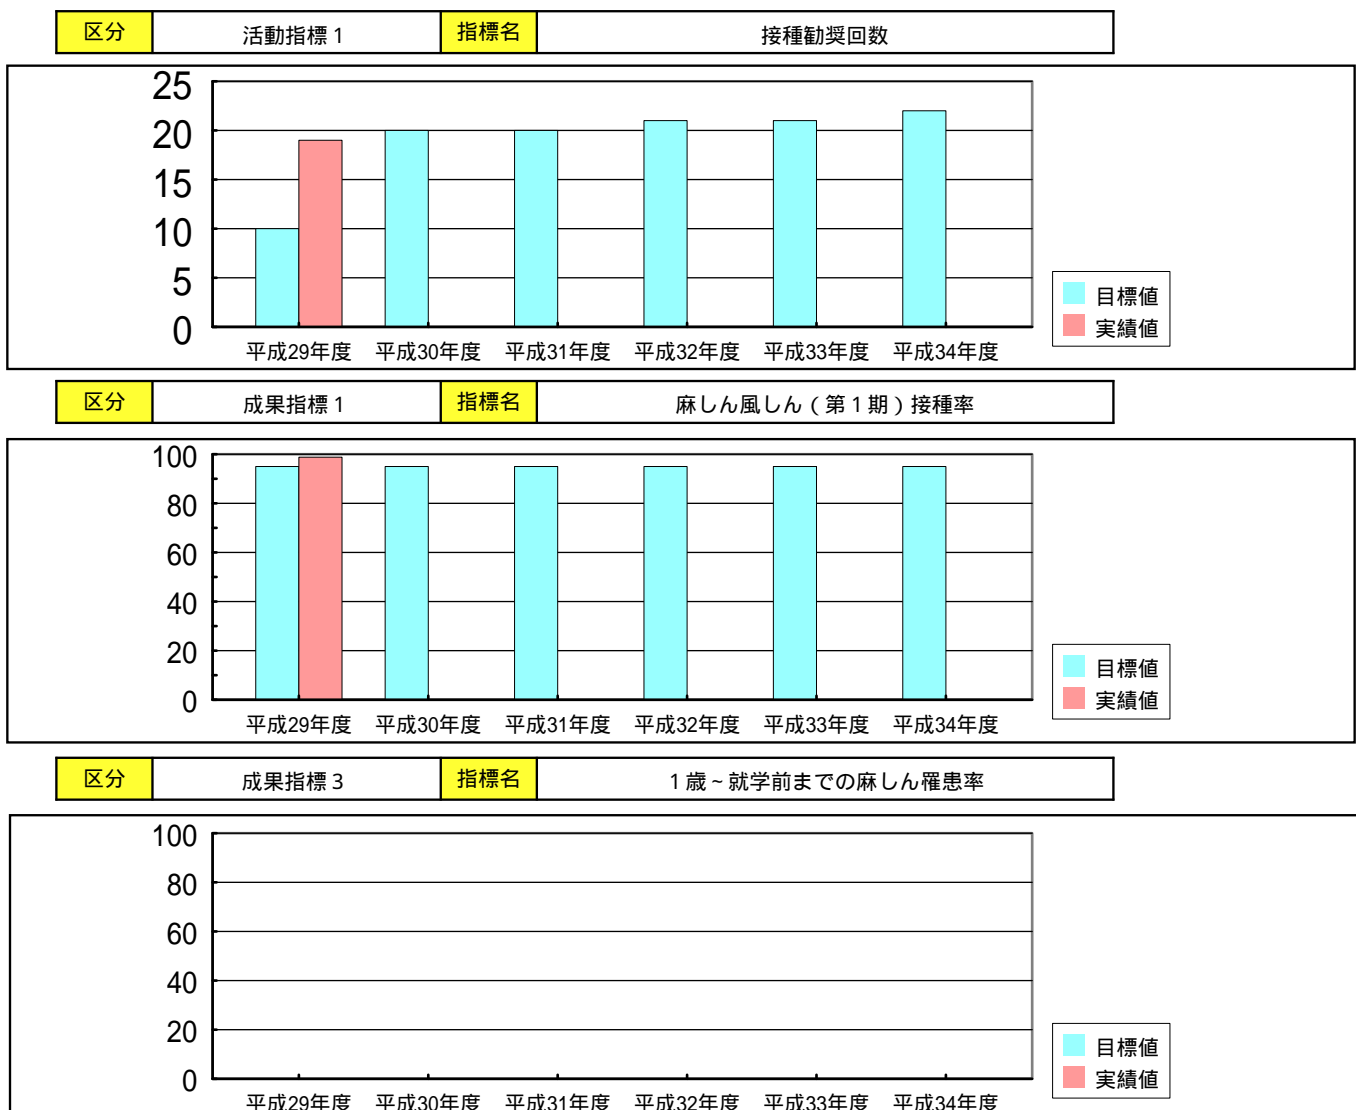 区分 活動指標１ 指標名 接種勧奨回数
25
20
15
10
5
0
平成29年度 平成30年度 平成31年度 平成32年度 平成33年度 平成34年度
目標値
実績値
区分 成果指標１ 指標名 麻しん風しん（第１期）接種率
100
80
60
40
20
0
平成29年度 平成30年度 平成31年度 平成32年度 平成33年度 平成34年度
目標値
実績値
区分 成果指標３ 指標名 １歳～就学前までの麻しん罹患率
100
80
60
40
20
0
平成29年度 平成30年度 平成31年度 平成32年度 平成33年度 平成34年度
目標値
実績値